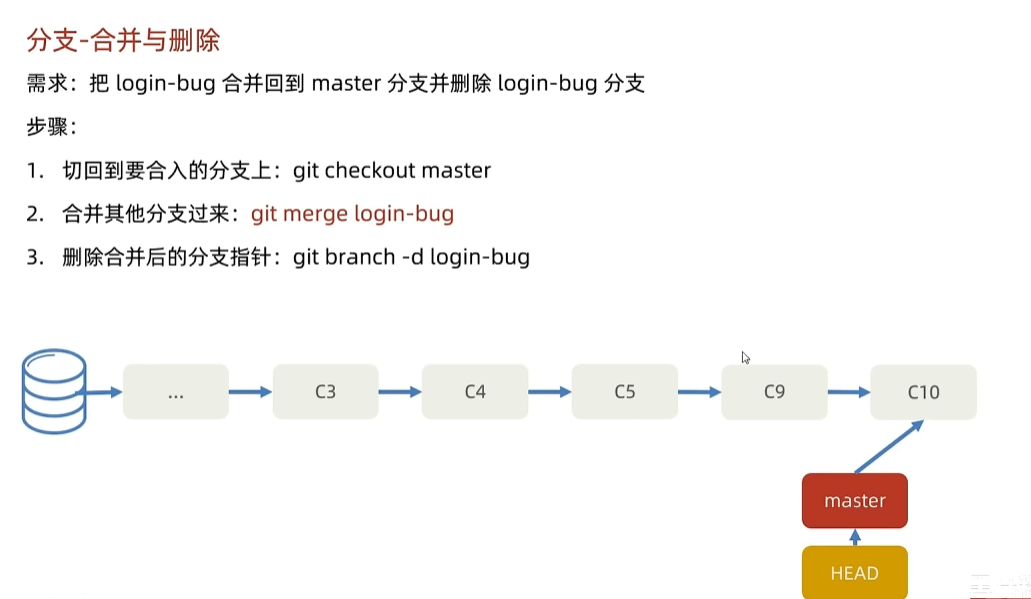 分支-合并与删除
需求：把 login-bug 合并回到 master 分支并删除 login-bug 分支
步骤：
1. 切回到要合入的分支上：git checkout master
2. 合并其他分支过来：git merge login-bug
3. 删除合并后的分支指针：git branch -d login-bug
...
C3
C4
C5
C9
C10
master
HEAD